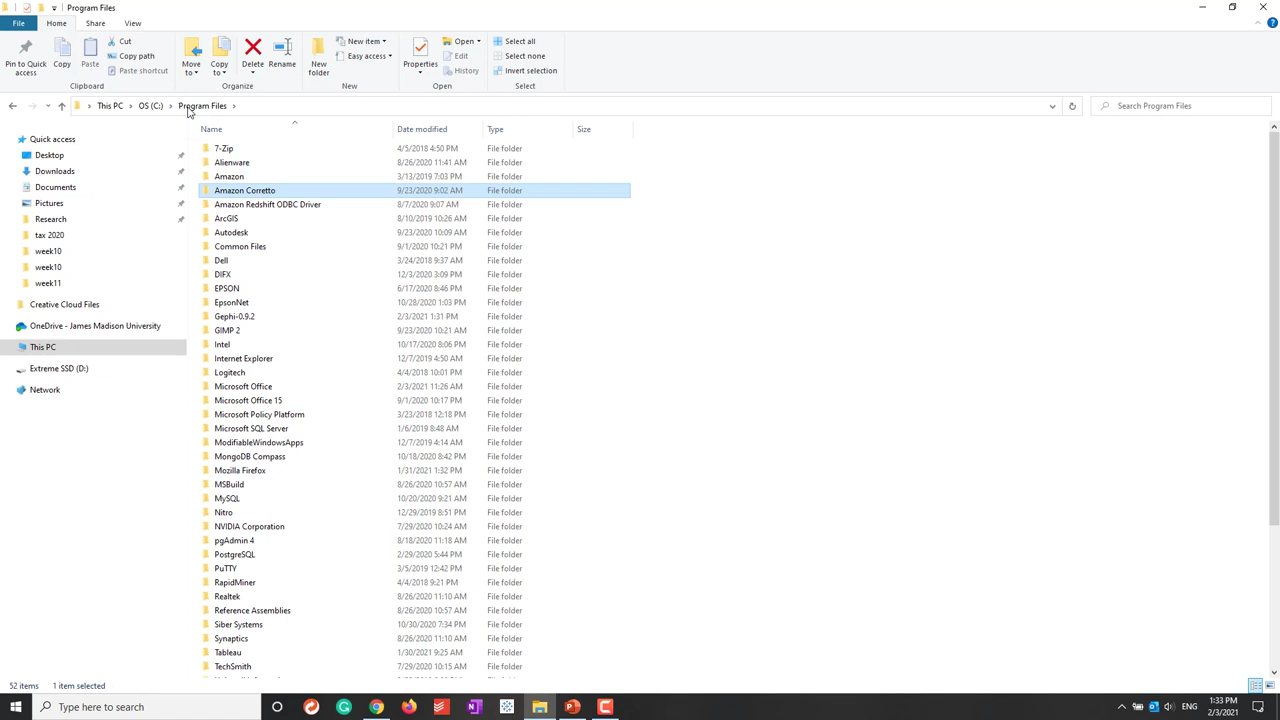 Program Files
File Home Share View
Pin to Quick access
Copy
Paste
Cut
Copy path
Paste shortcut
Clipboard
Move to
Copy to
Delete
Rename
Organize
New folder
New item
Easy access
New
Properties
Open
Edit
History
Open
Select all
Select none
Invert selection
Select
This PC OS (C:) Program Files
Search Program Files
Quick access
Desktop
Downloads
Documents
Pictures
Research
tax 2020
week10
week10
week11
Creative Cloud Files
OneDrive - James Madison University
This PC
Extreme SSD (D:)
Network
Name Date modified Type Size
7-Zip 4/5/2018 4:50 PM File folder
Alienware 8/26/2020 11:41 AM File folder
Amazon 3/13/2019 7:03 PM File folder
Amazon Corretto 9/23/2020 9:02 AM File folder
Amazon Redshift ODBC Driver 8/7/2020 9:07 AM File folder
ArcGIS 8/10/2019 10:26 AM File folder
Autodesk 9/23/2020 10:09 AM File folder
Common Files 9/1/2020 10:21 PM File folder
Dell 3/24/2018 9:37 AM File folder
DIFX 12/3/2020 3:09 PM File folder
EPSON 6/17/2020 8:46 PM File folder
EpsonNet 10/28/2020 1:03 PM File folder
Gephi-0.9.2 2/3/2021 1:31 PM File folder
GIMP 2 9/23/2020 10:21 AM File folder
Intel 10/17/2020 8:06 PM File folder
Internet Explorer 12/7/2019 4:50 AM File folder
Logitech 4/4/2018 10:01 PM File folder
Microsoft Office 2/3/2021 11:26 AM File folder
Microsoft Office 15 9/1/2020 10:17 PM File folder
Microsoft Policy Platform 3/23/2018 12:18 PM File folder
Microsoft SQL Server 1/6/2019 8:48 AM File folder
ModifiableWindowsApps 12/7/2019 4:14 AM File folder
MongoDB Compass 10/18/2020 8:42 PM File folder
Mozilla Firefox 1/31/2021 1:32 PM File folder
MSBuild 8/26/2020 10:57 AM File folder
MySQL 10/20/2020 9:21 AM File folder
Nitro 12/29/2019 8:51 PM File folder
NVIDIA Corporation 7/29/2020 10:24 AM File folder
pgAdmin 4 8/18/2020 11:18 AM File folder
PostgreSQL 2/29/2020 5:44 PM File folder
PuTTY 3/5/2019 12:42 PM File folder
RapidMiner 4/4/2018 9:21 PM File folder
Realtek 8/26/2020 11:10 AM File folder
Reference Assemblies 8/26/2020 10:57 AM File folder
Siber Systems 10/30/2020 7:34 PM File folder
Synaptics 8/26/2020 11:10 AM File folder
Tableau 1/30/2021 9:25 AM File folder
TechSmith 7/29/2020 10:15 AM File folder
52 items 1 item selected
Type here to search
ENG
1:33 PM
2/3/2021